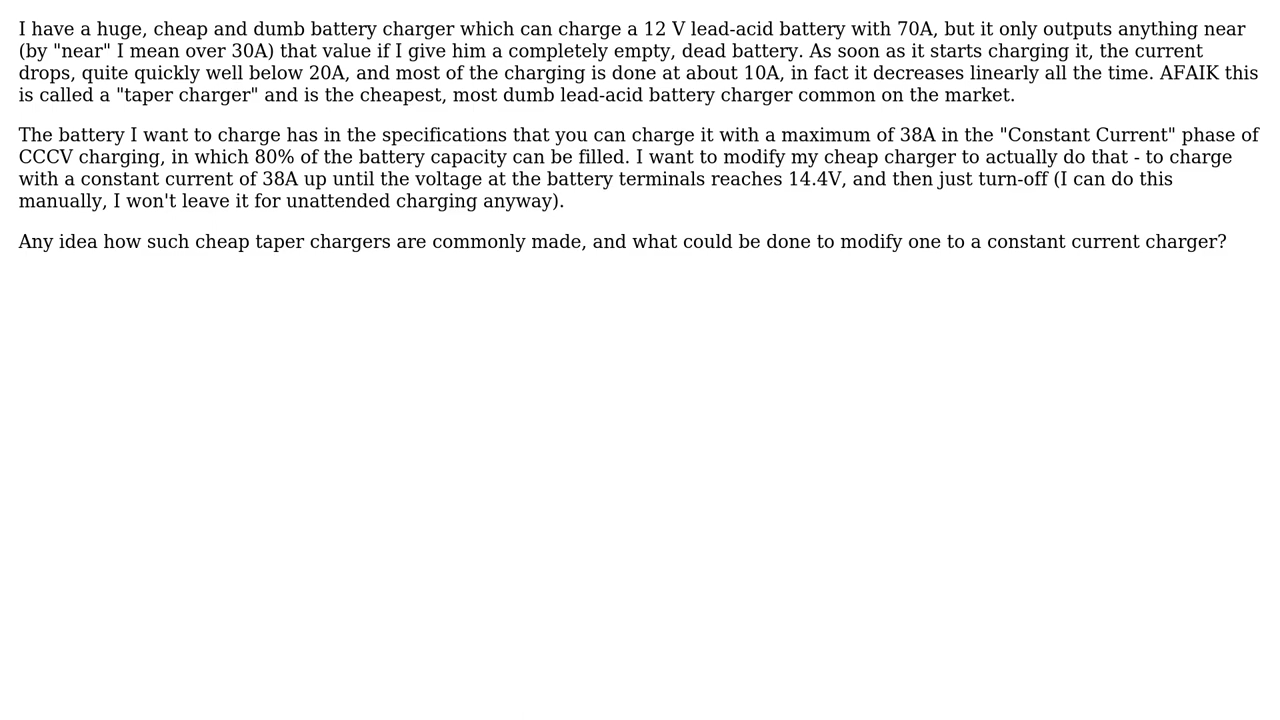 I have a huge, cheap and dumb battery charger which can charge a 12 V lead-acid battery with 70A, but it only outputs anything near
(by "near" I mean over 30A) that value if I give him a completely empty, dead battery. As soon as it starts charging it, the current
drops, quite quickly well below 20A, and most of the charging is done at about 10A, in fact it decreases linearly all the time. AFAIK this
is called a "taper charger" and is the cheapest, most dumb lead-acid battery charger common on the market.
The battery I want to charge has in the specifications that you can charge it with a maximum of 38A in the "Constant Current" phase of
CCCV charging, in which 80% of the battery capacity can be filled. I want to modify my cheap charger to actually do that - to charge
with a constant current of 38A up until the voltage at the battery terminals reaches 14.4V, and then just turn-off (I can do this
manually, I won't leave it for unattended charging anyway).
Any idea how such cheap taper chargers are commonly made, and what could be done to modify one to a constant current charger?